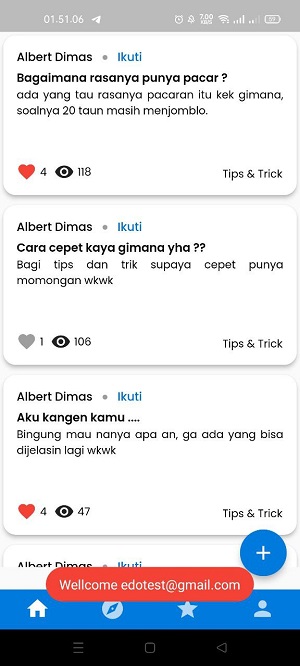 01.51.06
7,00 KB/S
59
Albert Dimas • Ikuti
Bagaimana rasanya punya pacar ?
ada yang tau rasanya pacaran itu kek gimana,
soalnya 20 taun masih menjomblo.
4 118 Tips & Trick
Albert Dimas • Ikuti
Cara cepet kaya gimana yha ??
Bagi tips dan trik supaya cepet punya
momongan wkwk
1 106 Tips & Trick
Albert Dimas • Ikuti
Aku kangen kamu ....
Bingung mau nanya apa an, ga ada yang bisa
dijelasin lagi wkwk
4 47 Tips & Trick
Albert Dimas • Ikuti
Wellcome edotest@gmail.com